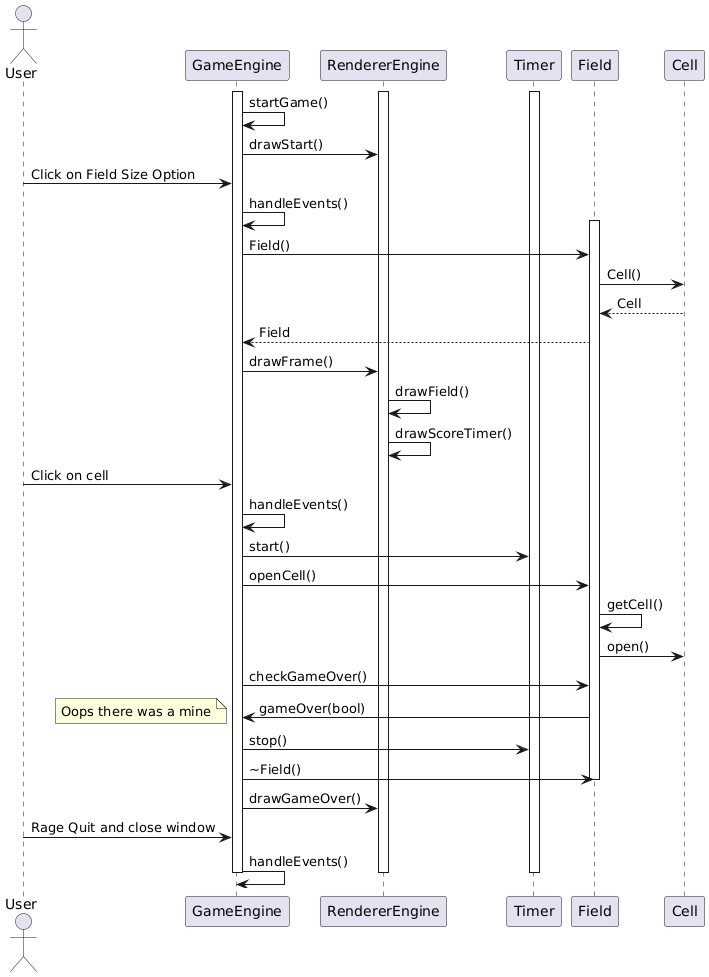 User
GameEngine
RendererEngine
Timer
Field
Cell
startGame()
drawStart()
Click on Field Size Option
handleEvents()
Field()
Cell()
Cell
Field
drawFrame()
drawField()
drawScoreTimer()
Click on cell
handleEvents()
start()
openCell()
getCell()
open()
checkGameOver()
Oops there was a mine
gameOver(bool)
stop()
~Field()
drawGameOver()
Rage Quit and close window
handleEvents()
User
GameEngine
RendererEngine
Timer
Field
Cell